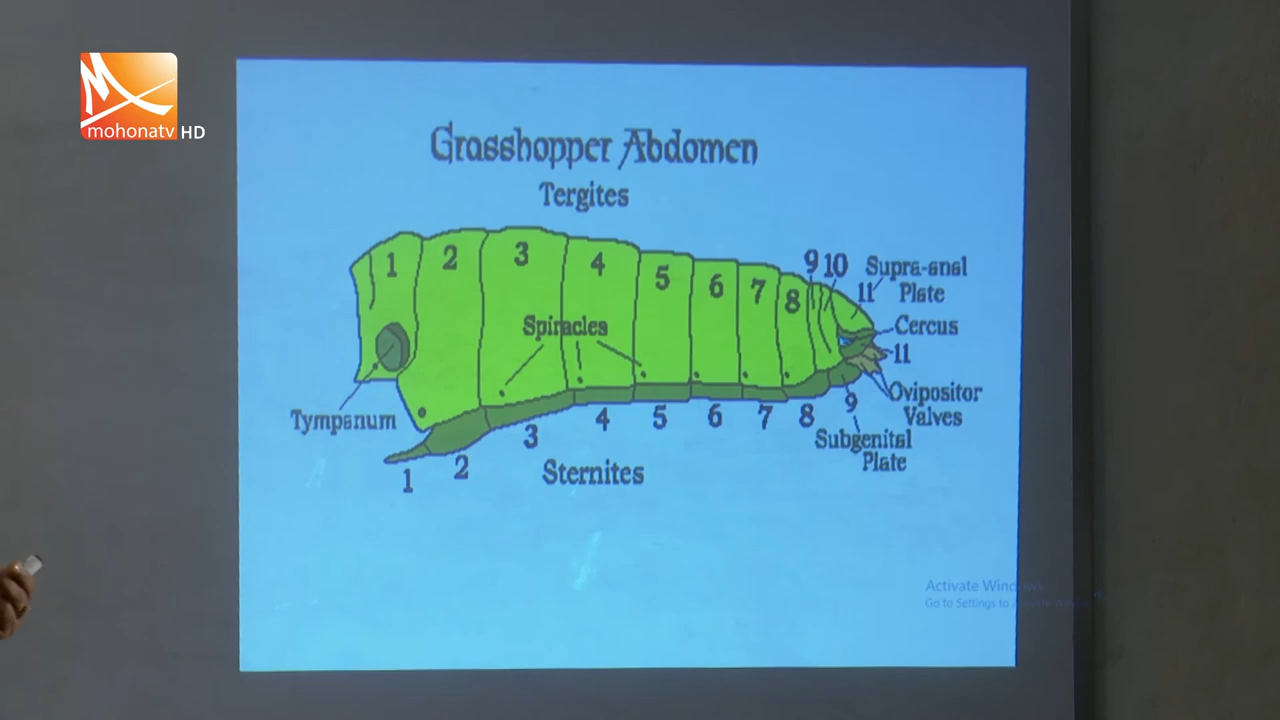 mohonatv HD
Grasshopper Abdomen
Tergites
1 2 3 4 5 6 7 8 9 10 11
Supra-anal
Plate
Spiracles
Cercus
11
Tympanum
Ovipositor
Valves
1 2 3 4 5 6 7 8 9
Subgenital
Plate
Sternites
Activate Windows
Go to Settings to